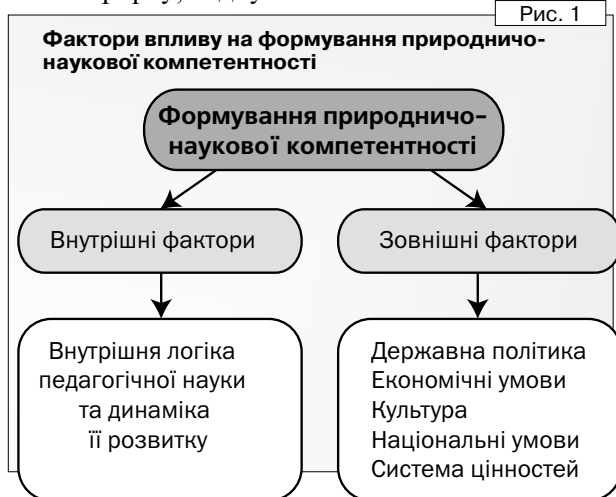 Рис. 1
Фактори впливу на формування природничо-
наукової компетентності
Формування природничо-
наукової компетентності
Внутрішні фактори
Зовнішні фактори
Внутрішня логіка
педагогічної науки
та динаміка
її розвитку
Державна політика
Економічні умови
Культура
Національні умови
Система цінностей